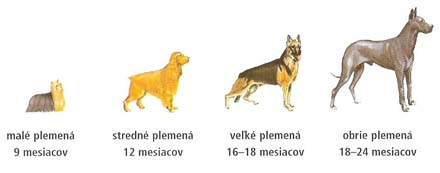 malé plemená
9 mesiacov
stredné plemená
12 mesiacov
veľké plemená
16–18 mesiacov
obrie plemená
18–24 mesiacov